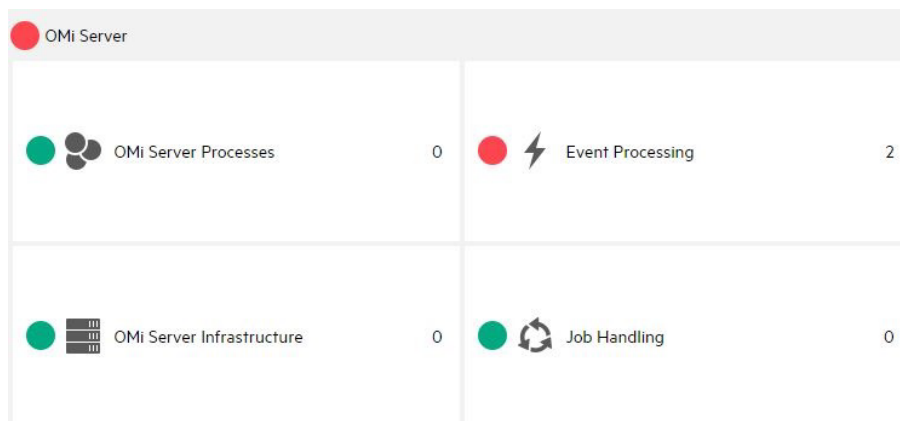 OMi Server
OMi Server Processes 0
Event Processing 2
OMi Server Infrastructure 0
Job Handling 0